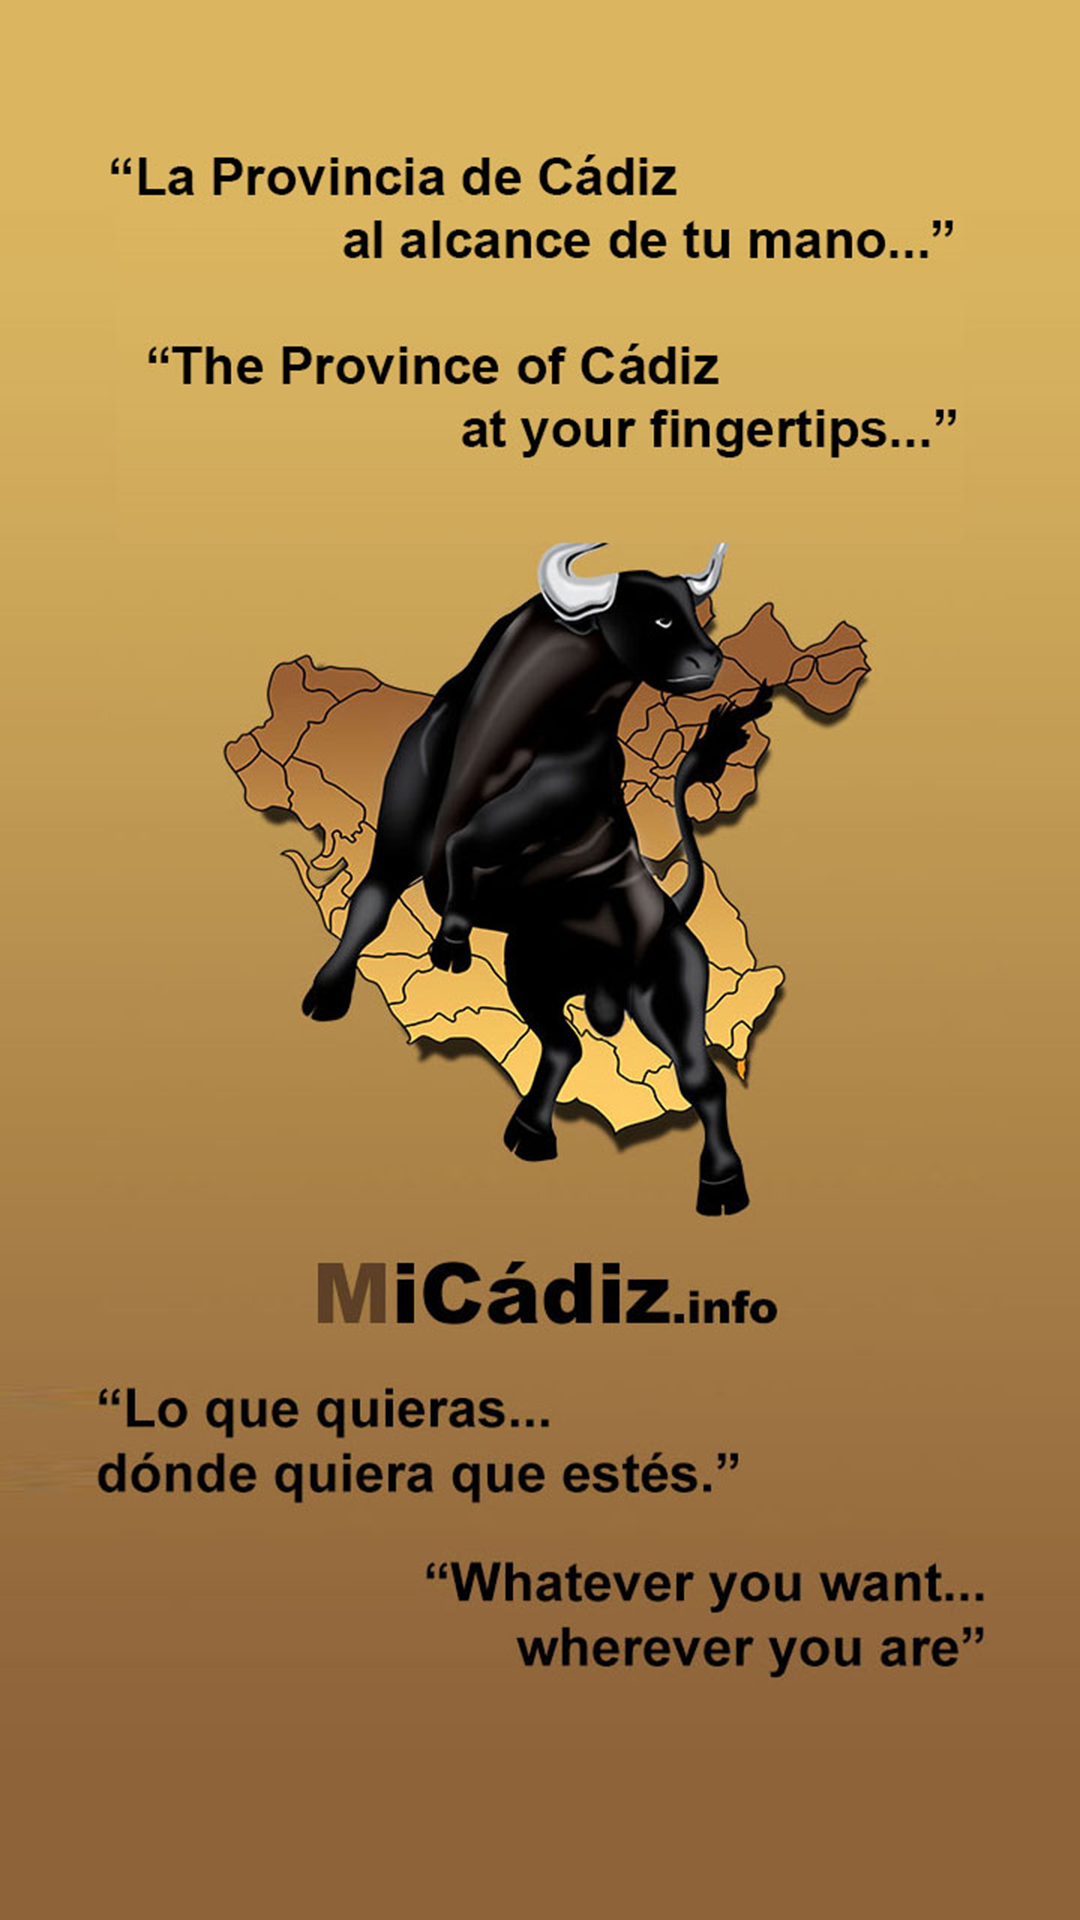 “La Provincia de Cádiz
al alcance de tu mano...”
“The Province of Cádiz
at your fingertips...”
MiCádiz.info
“Lo que quieras...
dónde quiera que estés.”
“Whatever you want...
wherever you are”